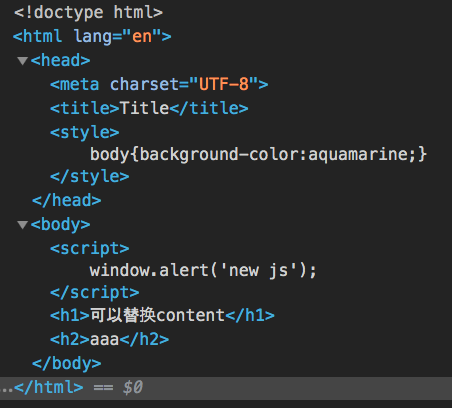 <!doctype html>
<html lang="en">
<head>
<meta charset="UTF-8">
<title>Title</title>
<style>
body{background-color:aquamarine;}
</style>
</head>
<body>
<script>
window.alert('new js');
</script>
<h1>可以替换content</h1>
<h2>aaa</h2>
</body>
…</html> == $0